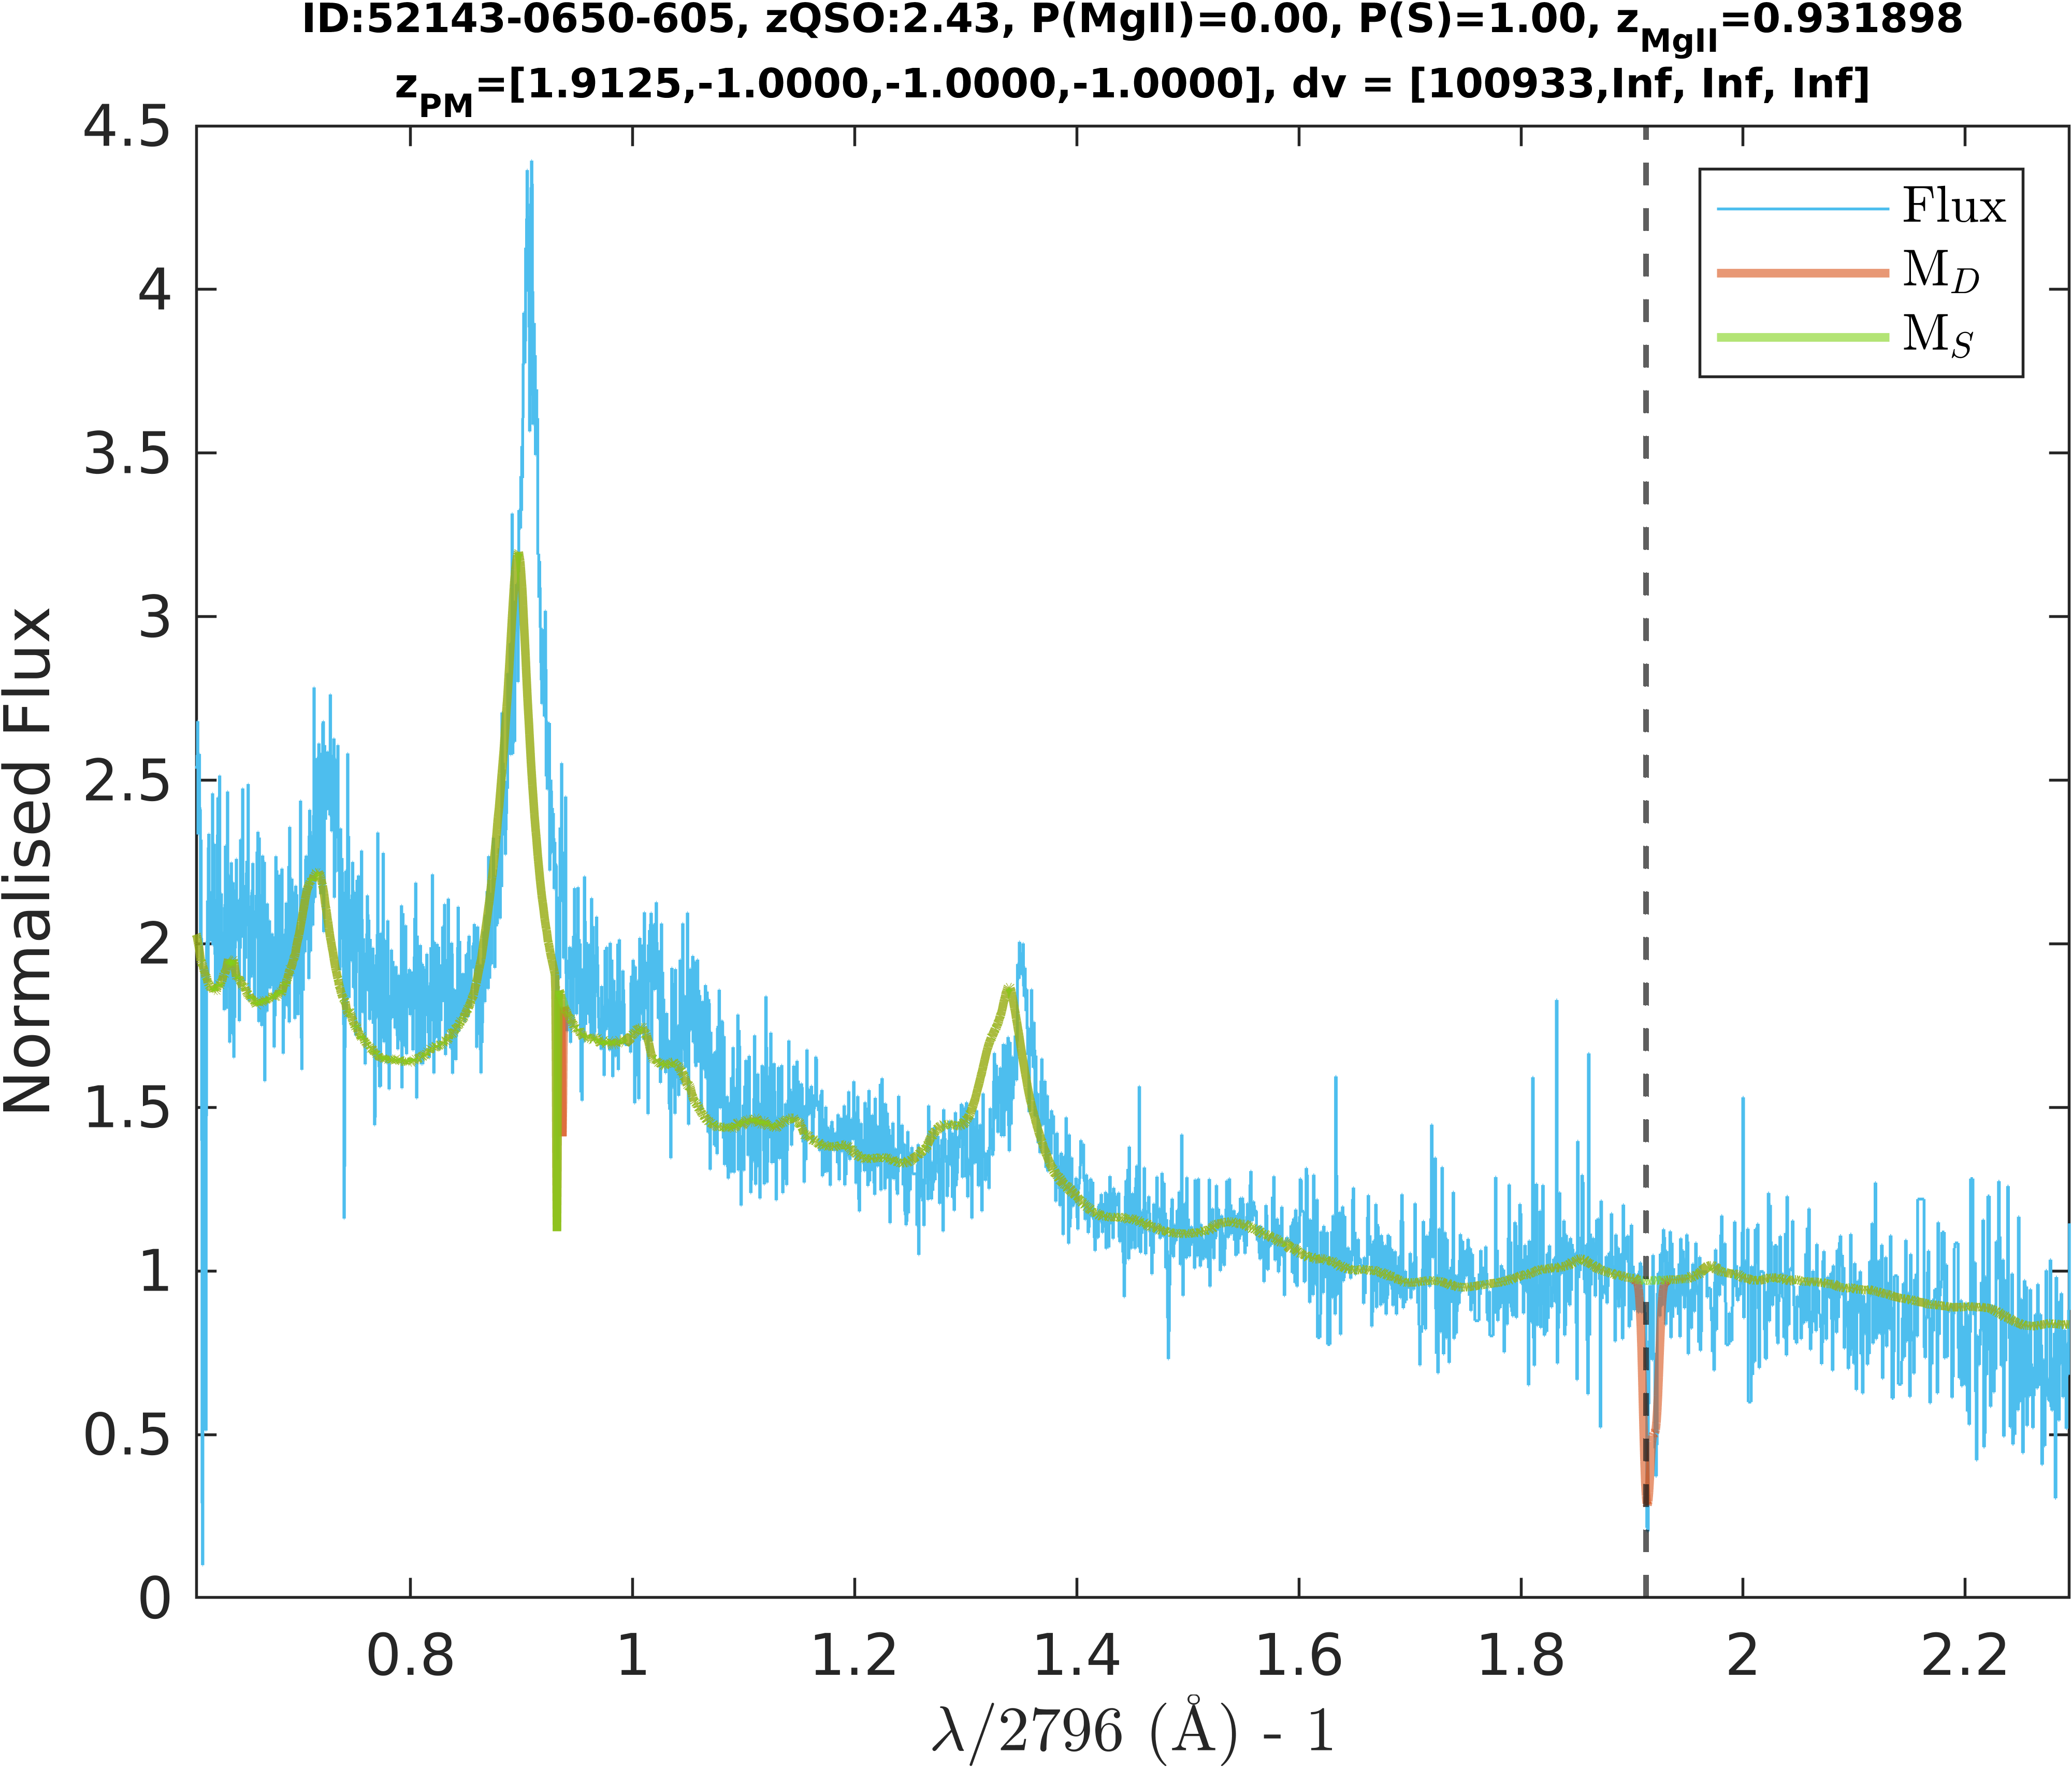 ID:52143-0650-605, zQSO:2.43, P(MgII)=0.00, P(S)=1.00, zMgII=0.931898
zPM=[1.9125,-1.0000,-1.0000,-1.0000], dv = [100933,Inf, Inf, Inf]
4.5
4
3.5
3
2.5
2
1.5
1
0.5
0
Normalised Flux
Flux
MD
MS
0.8 1 1.2 1.4 1.6 1.8 2 2.2
λ/2796 (Å) - 1